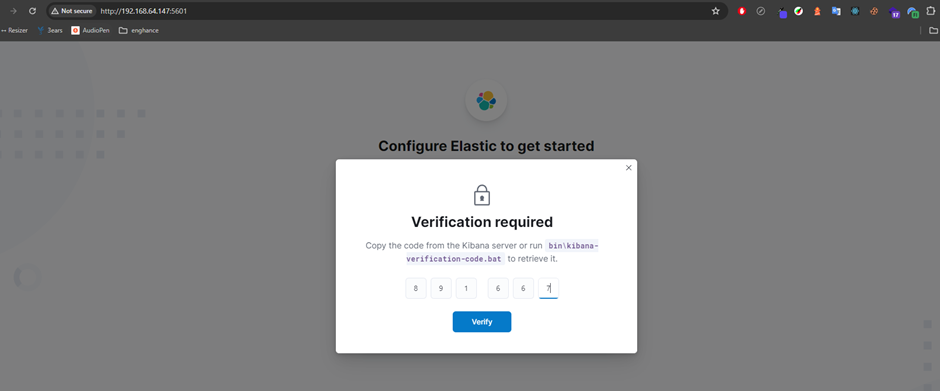 Not secure http://192.168.64.147:5601
17
Resizer 3ears AudioPen enghance
Configure Elastic to get started
Verification required
Copy the code from the Kibana server or run bin\kibana-
verification-code.bat to retrieve it.
8 9 1 6 6 7
Verify